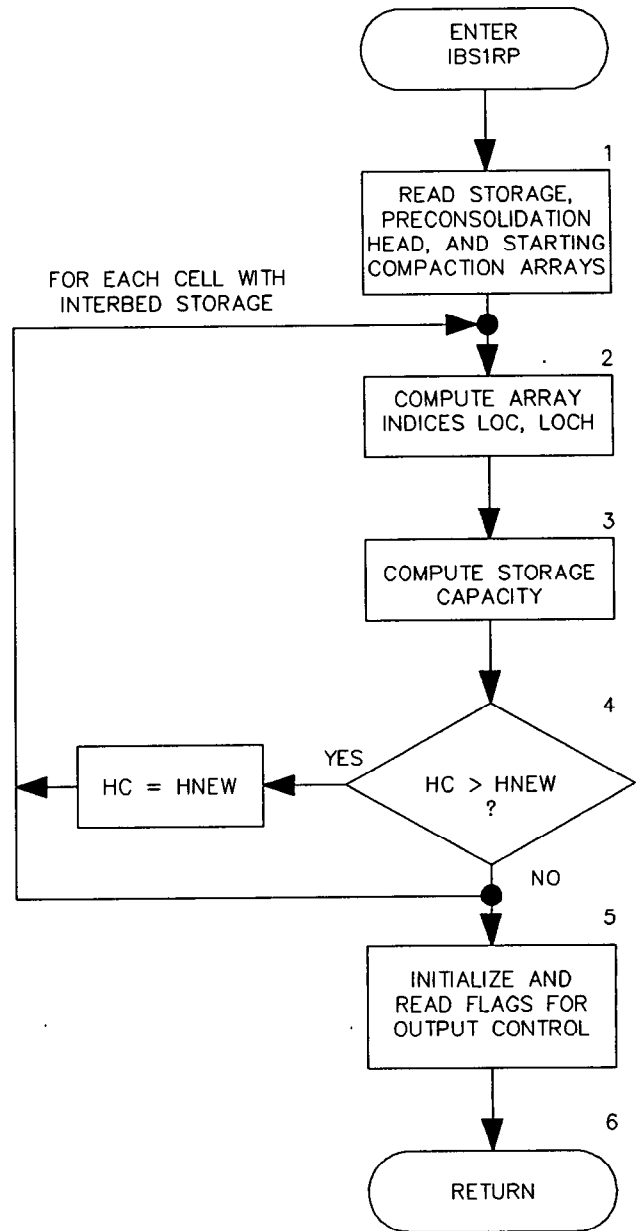 ENTER
IBS1RP
1
READ STORAGE,
PRECONSOLIDATION
HEAD, AND STARTING
COMPACTION ARRAYS
FOR EACH CELL WITH
INTERBED STORAGE
2
COMPUTE ARRAY
INDICES LOC, LOCH
3
COMPUTE STORAGE
CAPACITY
4
YES
HC = HNEW
HC > HNEW
?
NO
5
INITIALIZE AND
READ FLAGS FOR
OUTPUT CONTROL
6
RETURN